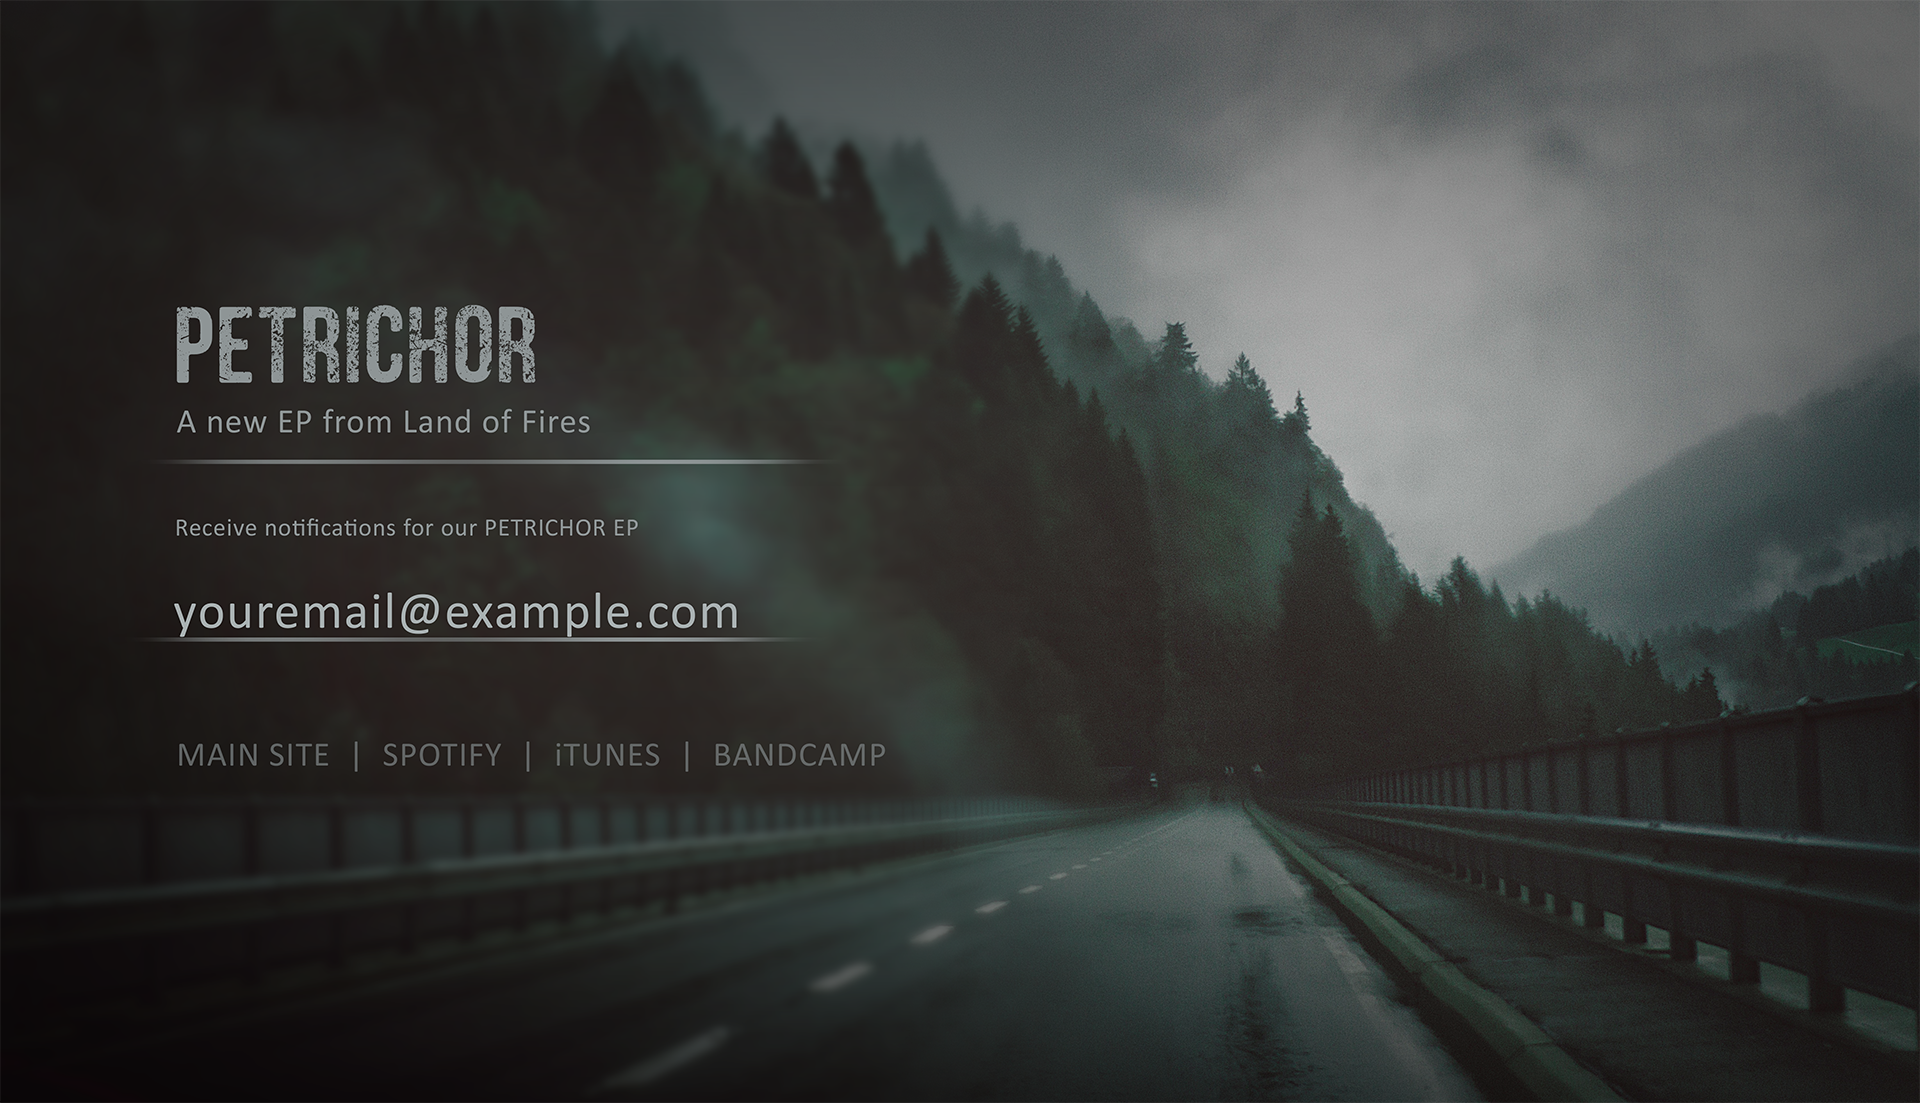 PETRICHOR
A new EP from Land of Fires
Receive notifications for our PETRICHOR EP
youremail@example.com
MAIN SITE | SPOTIFY | iTUNES | BANDCAMP